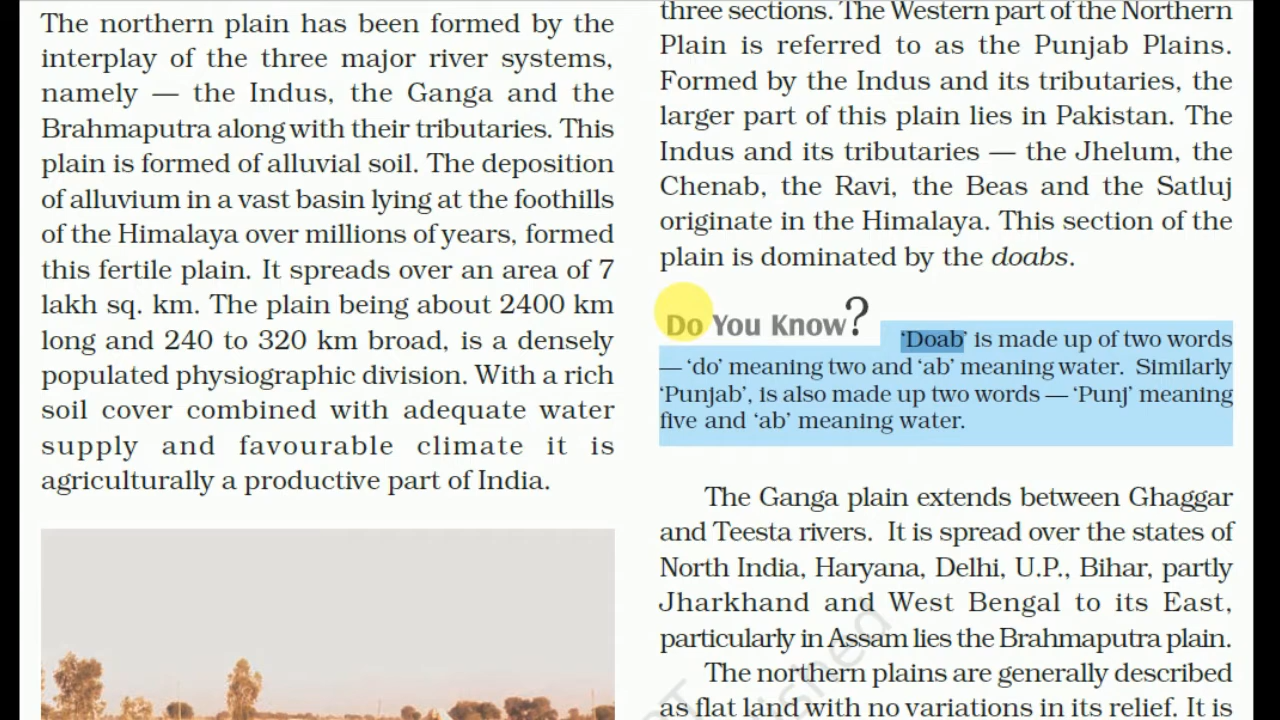 The northern plain has been formed by the
interplay of the three major river systems,
namely — the Indus, the Ganga and the
Brahmaputra along with their tributaries. This
plain is formed of alluvial soil. The deposition
of alluvium in a vast basin lying at the foothills
of the Himalaya over millions of years, formed
this fertile plain. It spreads over an area of 7
lakh sq. km. The plain being about 2400 km
long and 240 to 320 km broad, is a densely
populated physiographic division. With a rich
soil cover combined with adequate water
supply and favourable climate it is
agriculturally a productive part of India.
three sections. The Western part of the Northern
Plain is referred to as the Punjab Plains.
Formed by the Indus and its tributaries, the
larger part of this plain lies in Pakistan. The
Indus and its tributaries — the Jhelum, the
Chenab, the Ravi, the Beas and the Satluj
originate in the Himalaya. This section of the
plain is dominated by the doabs.
Do You Know?
‘Doab’ is made up of two words
— ‘do’ meaning two and ‘ab’ meaning water. Similarly
‘Punjab’, is also made up two words — ‘Punj’ meaning
five and ‘ab’ meaning water.
The Ganga plain extends between Ghaggar
and Teesta rivers. It is spread over the states of
North India, Haryana, Delhi, U.P., Bihar, partly
Jharkhand and West Bengal to its East,
particularly in Assam lies the Brahmaputra plain.
The northern plains are generally described
as flat land with no variations in its relief. It is